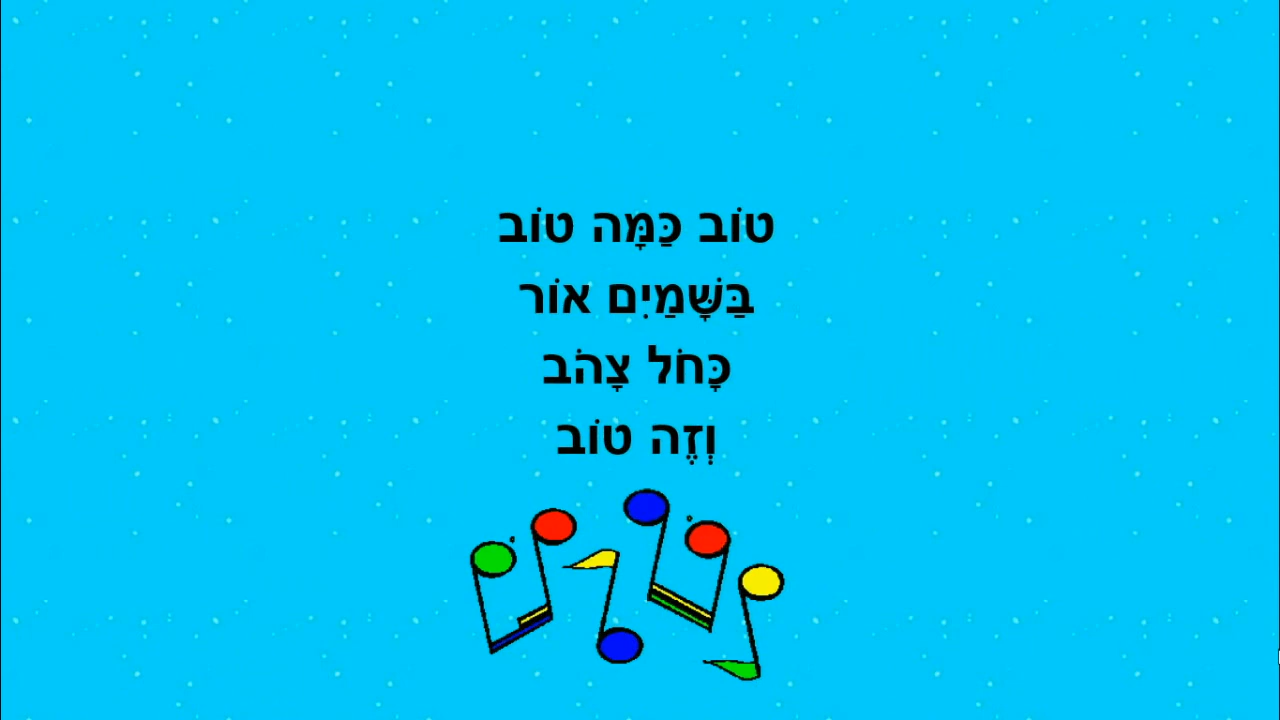 טוֹב כַּמָּה טוֹב
בַּשָּׁמַיִם אוֹר
כָּחֹל צָהֹב
וְזֶה טוֹב